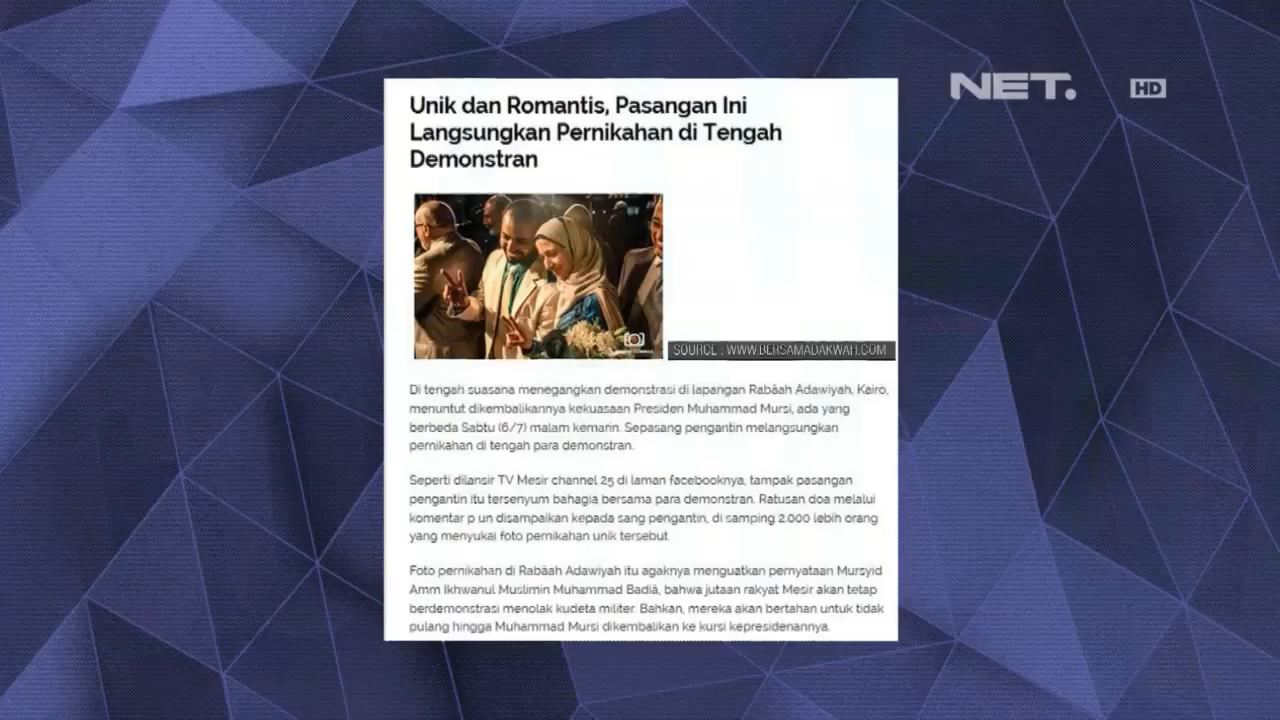 NET.
HD
Unik dan Romantis, Pasangan Ini
Langsungkan Pernikahan di Tengah
Demonstran
SOURCE : WWW.BERSAMADAKWAH.COM
Di tengah suasana menegangkan demonstrasi di lapangan Rabàah Adawiyah, Kairo,
menuntut dikembalikannya kekuasaan Presiden Muhammad Mursi, ada yang
berbeda Sabtu (6/7) malam kemarin. Sepasang pengantin melangsungkan
pernikahan di tengah para demonstran.
Seperti dilansir TV Mesir channel 25 di laman facebooknya, tampak pasangan
pengantin itu tersenyum bahagia bersama para demonstran. Ratusan doa melalui
komentar p un disampaikan kepada sang pengantin, di samping 2.000 lebih orang
yang menyukai foto pernikahan unik tersebut.
Foto pernikahan di Rabàah Adawiyah itu agaknya menguatkan pernyataan Mursyid
Amm Ikhwanul Muslimin Muhammad Badià, bahwa jutaan rakyat Mesir akan tetap
berdemonstrasi menolak kudeta militer. Bahkan, mereka akan bertahan untuk tidak
pulang hingga Muhammad Mursi dikembalikan ke kursi kepresidenannya.